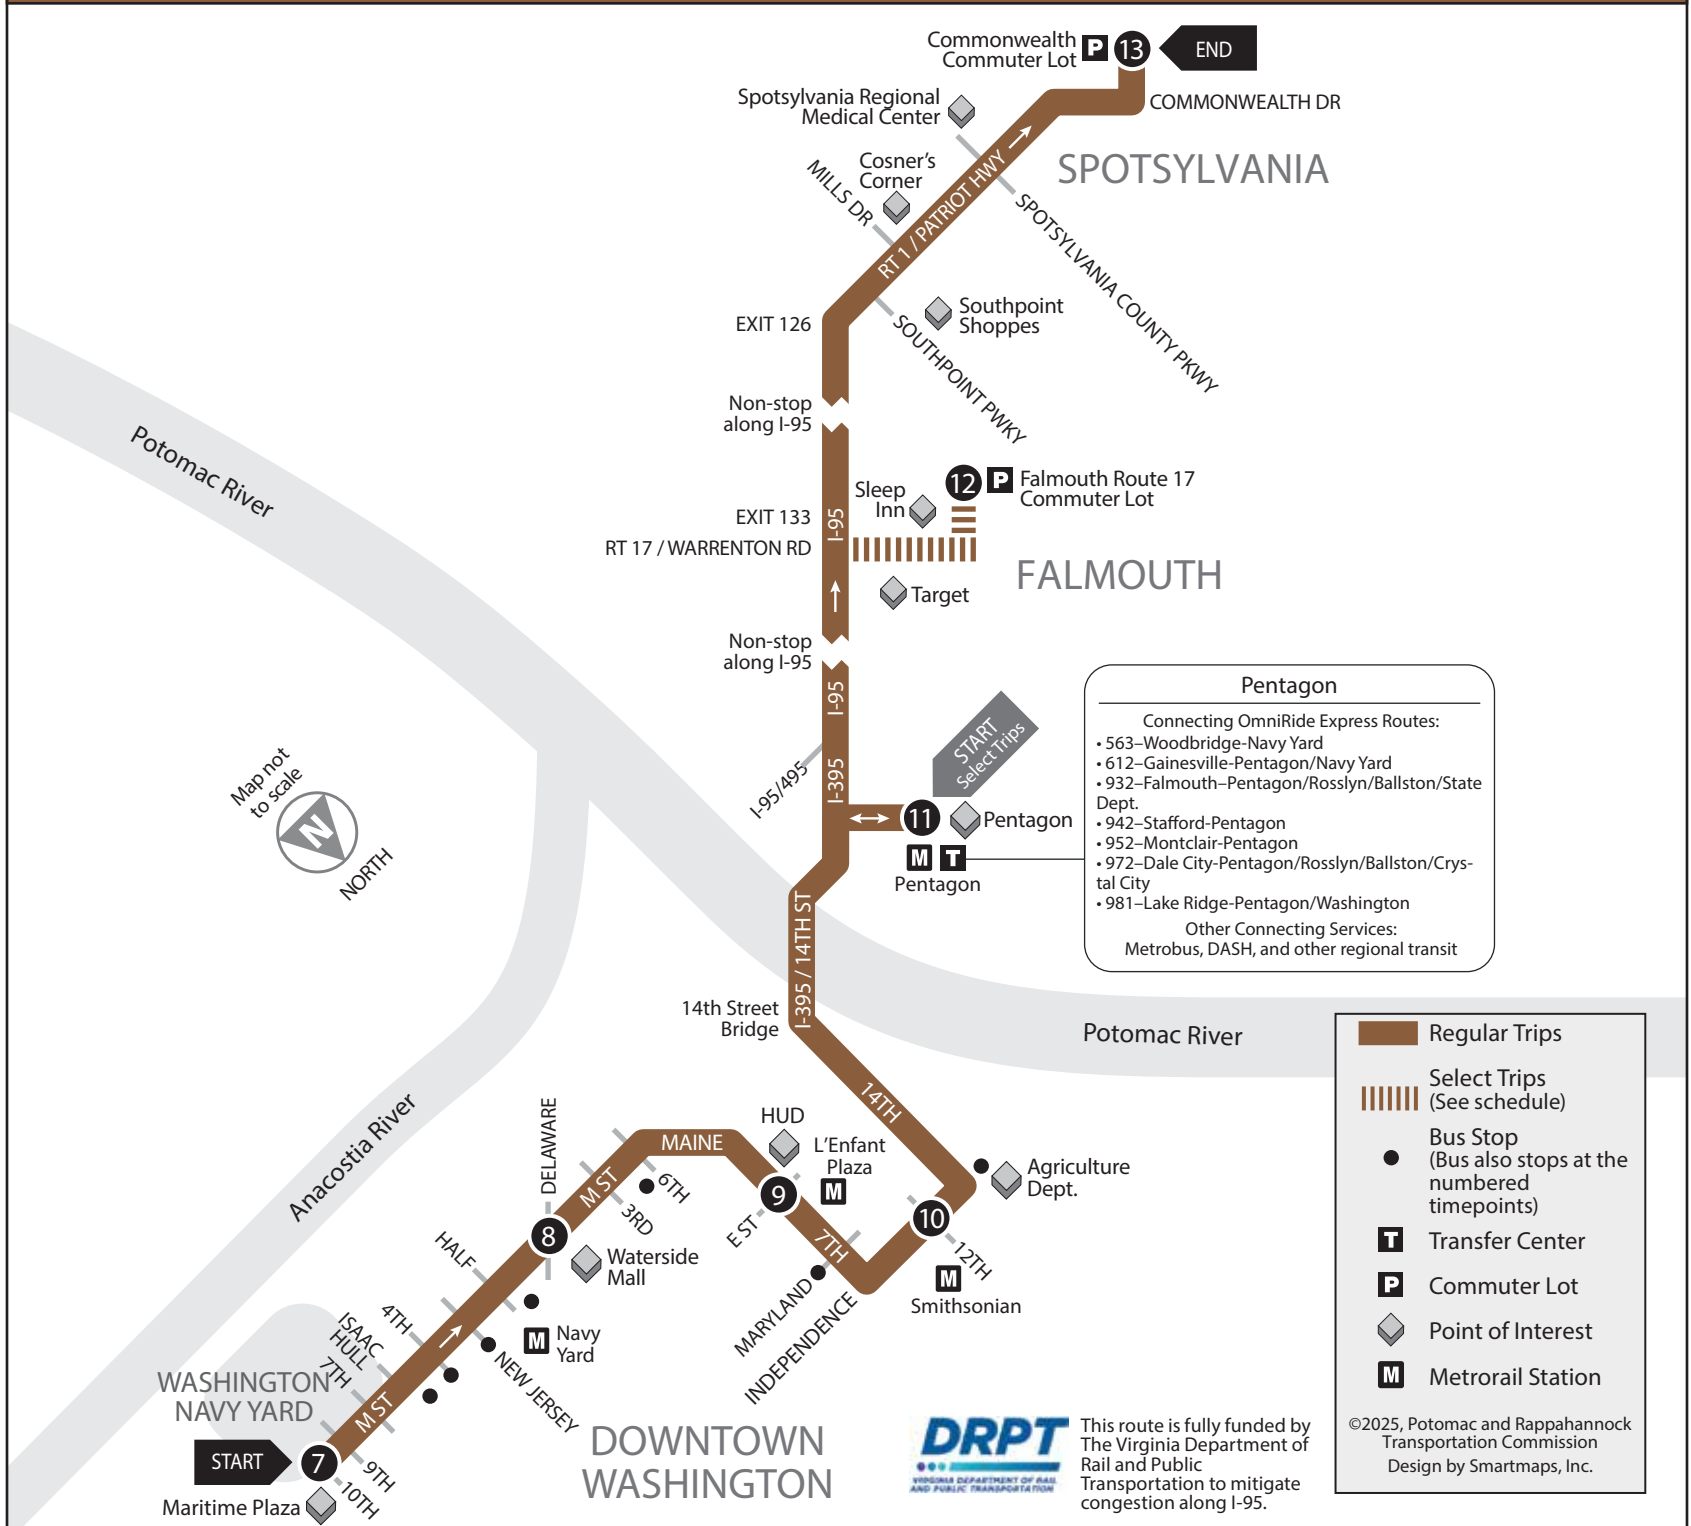 Commonwealth
Commuter Lot
P
13
END
COMMONWEALTH DR
Spotsylvania Regional
Medical Center
SPOTSYLVANIA
Cosner's
Corner
MILLS DR
RT 1 / PATRIOT HWY
SPOTSYLVANIA COUNTY PKWY
Southpoint
Shoppes
SOUTHPOINT PWKY
EXIT 126
Non-stop
along I-95
Potomac River
12
P
Falmouth Route 17
Commuter Lot
Sleep
Inn
EXIT 133
I-95
RT 17 / WARRENTON RD
FALMOUTH
Target
Non-stop
along I-95
I-95
START
Select Trips
I-95/495
I-395
11
Pentagon
M
T
Pentagon
Pentagon
Connecting OmniRide Express Routes:
• 563–Woodbridge-Navy Yard
• 612–Gainesville-Pentagon/Navy Yard
• 932–Falmouth–Pentagon/Rosslyn/Ballston/State
Dept.
• 942–Stafford-Pentagon
• 952–Montclair-Pentagon
• 972–Dale City-Pentagon/Rosslyn/Ballston/Crys-
tal City
• 981–Lake Ridge-Pentagon/Washington
Other Connecting Services:
Metrobus, DASH, and other regional transit
Map not
to scale
N
NORTH
I-395 / 14TH ST
14th Street
Bridge
Potomac River
Anacostia River
14TH
HUD
L'Enfant
Plaza
M
MAINE
DELAWARE
M ST
6TH
3RD
9
E ST
7TH
10
12TH
Agriculture
Dept.
M
Smithsonian
MARYLAND
INDEPENDENCE
8
Waterside
Mall
HALF
M
Navy
Yard
NEW JERSEY
4TH
ISAAC
HULL
7TH
M ST
WASHINGTON
NAVY YARD
START
7
9TH
10TH
Maritime Plaza
DOWNTOWN
WASHINGTON
DRPT
VIRGINIA DEPARTMENT OF RAIL
AND PUBLIC TRANSPORTATION
This route is fully funded by
The Virginia Department of
Rail and Public
Transportation to mitigate
congestion along I-95.
Regular Trips
Select Trips
(See schedule)
Bus Stop
(Bus also stops at the
numbered
timepoints)
T
Transfer Center
P
Commuter Lot
Point of Interest
M
Metrorail Station
©2025, Potomac and Rappahannock
Transportation Commission
Design by Smartmaps, Inc.